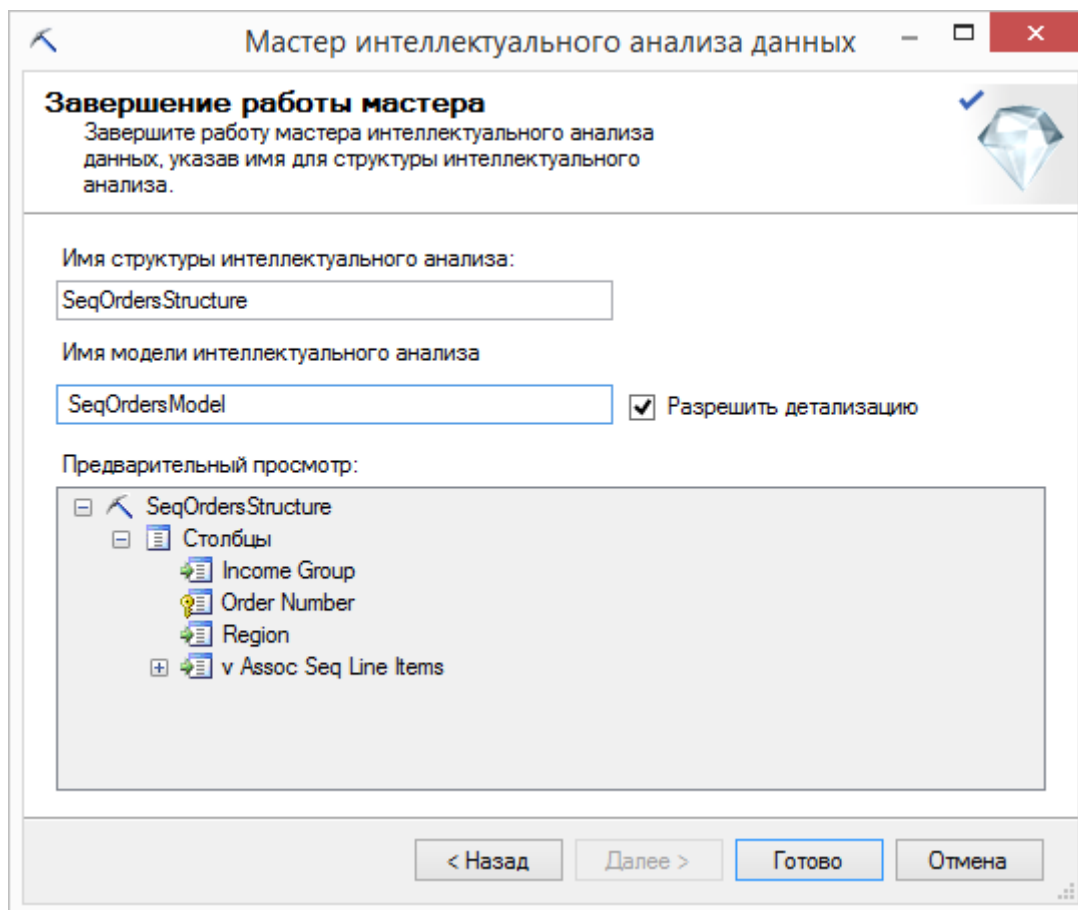 Мастер интеллектуального анализа данных
Завершение работы мастера
Завершите работу мастера интеллектуального анализа
данных, указав имя для структуры интеллектуального
анализа.
Имя структуры интеллектуального анализа:
SeqOrdersStructure
Имя модели интеллектуального анализа
SeqOrdersModel
Разрешить детализацию
Предварительный просмотр:
SeqOrdersStructure
Столбцы
Income Group
Order Number
Region
v Assoc Seq Line Items
< Назад Далее > Готово Отмена